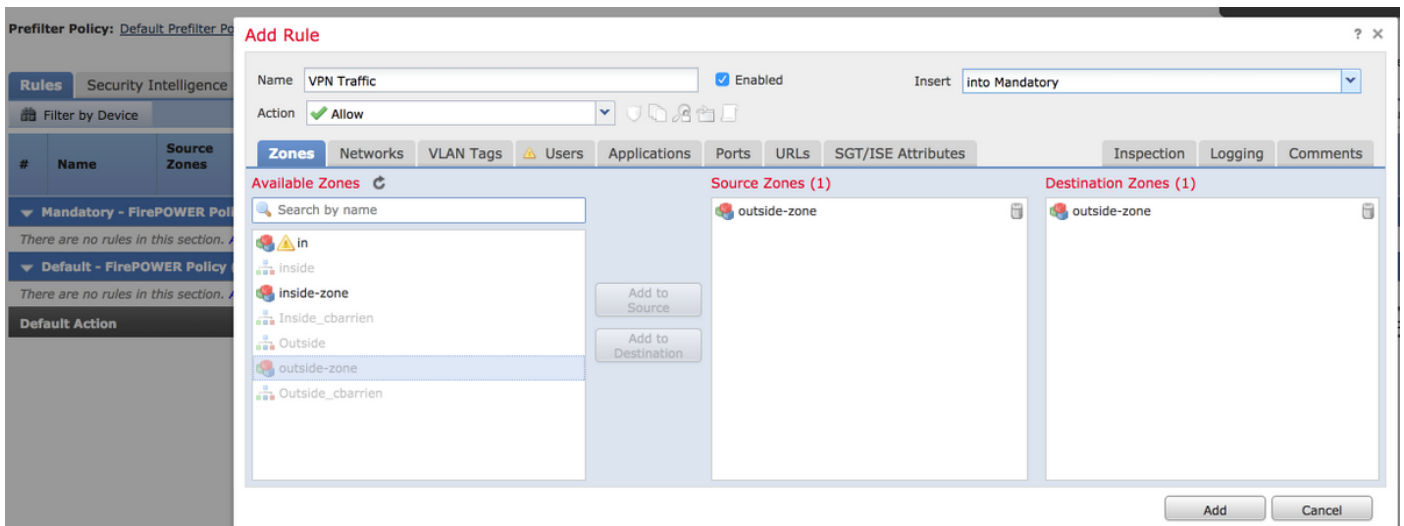 Prefilter Policy: Default Prefilter Po
Add Rule
? ×
Name VPN Traffic Enabled Insert into Mandatory
Rules Security Intelligence
Action Allow
Filter by Device
Zones Networks VLAN Tags Users Applications Ports URLs SGT/ISE Attributes Inspection Logging Comments
# Name Source Zones
Available Zones Source Zones (1) Destination Zones (1)
Search by name outside-zone outside-zone
Mandatory - FirePOWER Poli
in
There are no rules in this section. A
inside
Default - FirePOWER Policy (
inside-zone Add to Source
There are no rules in this section. A
Inside_cbarrien
Default Action
Outside Add to Destination
outside-zone
Outside_cbarrien
Add Cancel